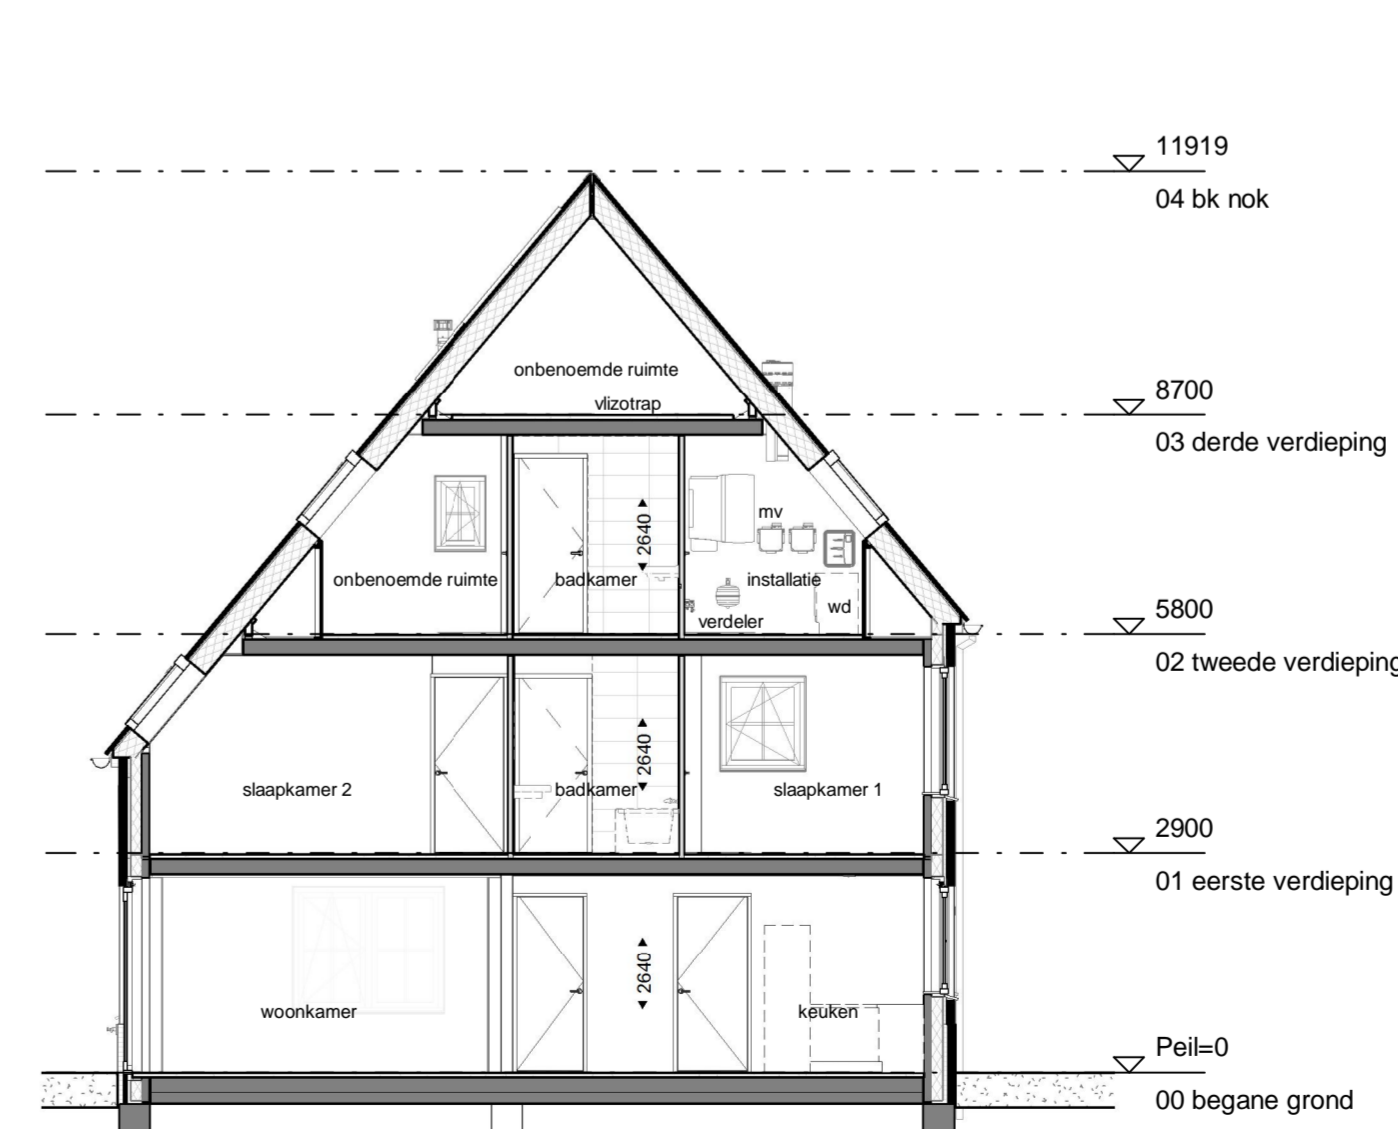 11919
04 bk nok
onbenoemde ruimte
vlizotrap
8700
03 derde verdieping
2640
mv
onbenoemde ruimte
badkamer
installatie
wd
verdeler
5800
02 tweede verdieping
2640
slaapkamer 2
badkamer
slaapkamer 1
2900
01 eerste verdieping
2640
woonkamer
keuken
Peil=0
00 begane grond